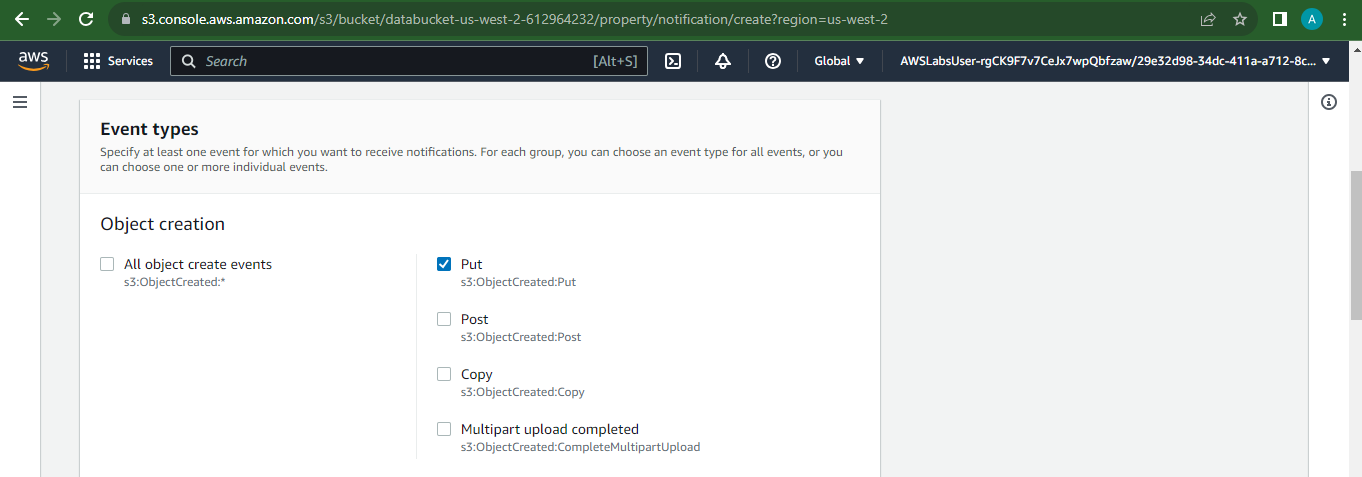 s3.console.aws.amazon.com/s3/bucket/databucket-us-west-2-612964232/property/notification/create?region=us-west-2
A
aws
Services
Search
[Alt+S]
Global
AWSLabsUser-rgCK9F7v7CeJx7wpQbfzaw/29e32d98-34dc-411a-a712-8c...
Event types
Specify at least one event for which you want to receive notifications. For each group, you can choose an event type for all events, or you
can choose one or more individual events.
Object creation
All object create events
s3:ObjectCreated:*
Put
s3:ObjectCreated:Put
Post
s3:ObjectCreated:Post
Copy
s3:ObjectCreated:Copy
Multipart upload completed
s3:ObjectCreated:CompleteMultipartUpload